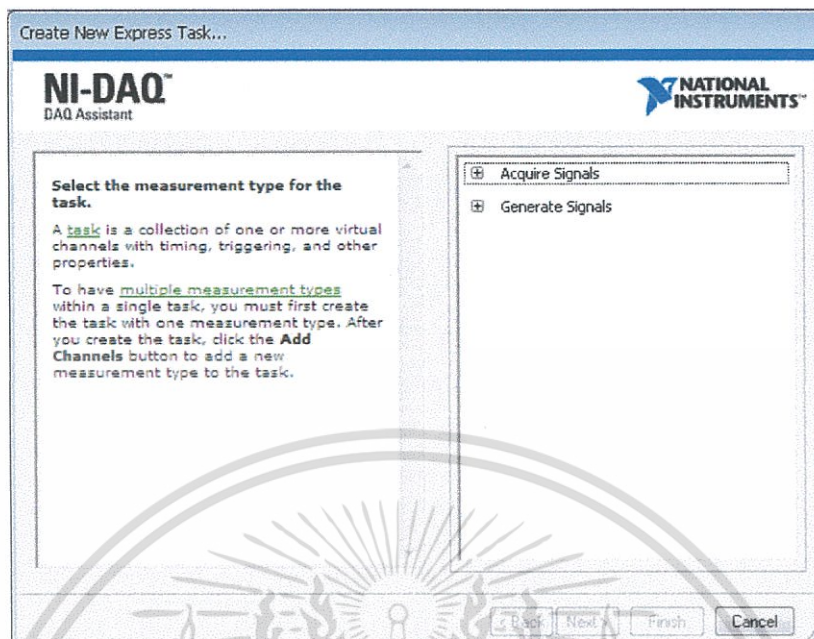 Create New Express Task...
NI-DAQ™
DAQ Assistant
NATIONAL
INSTRUMENTS™
Select the measurement type for the
task.
A task is a collection of one or more virtual
channels with timing, triggering, and other
properties.
To have multiple measurement types
within a single task, you must first create
the task with one measurement type. After
you create the task, click the Add
Channels button to add a new
measurement type to the task.
Acquire Signals
Generate Signals
< Back Next > Finish Cancel